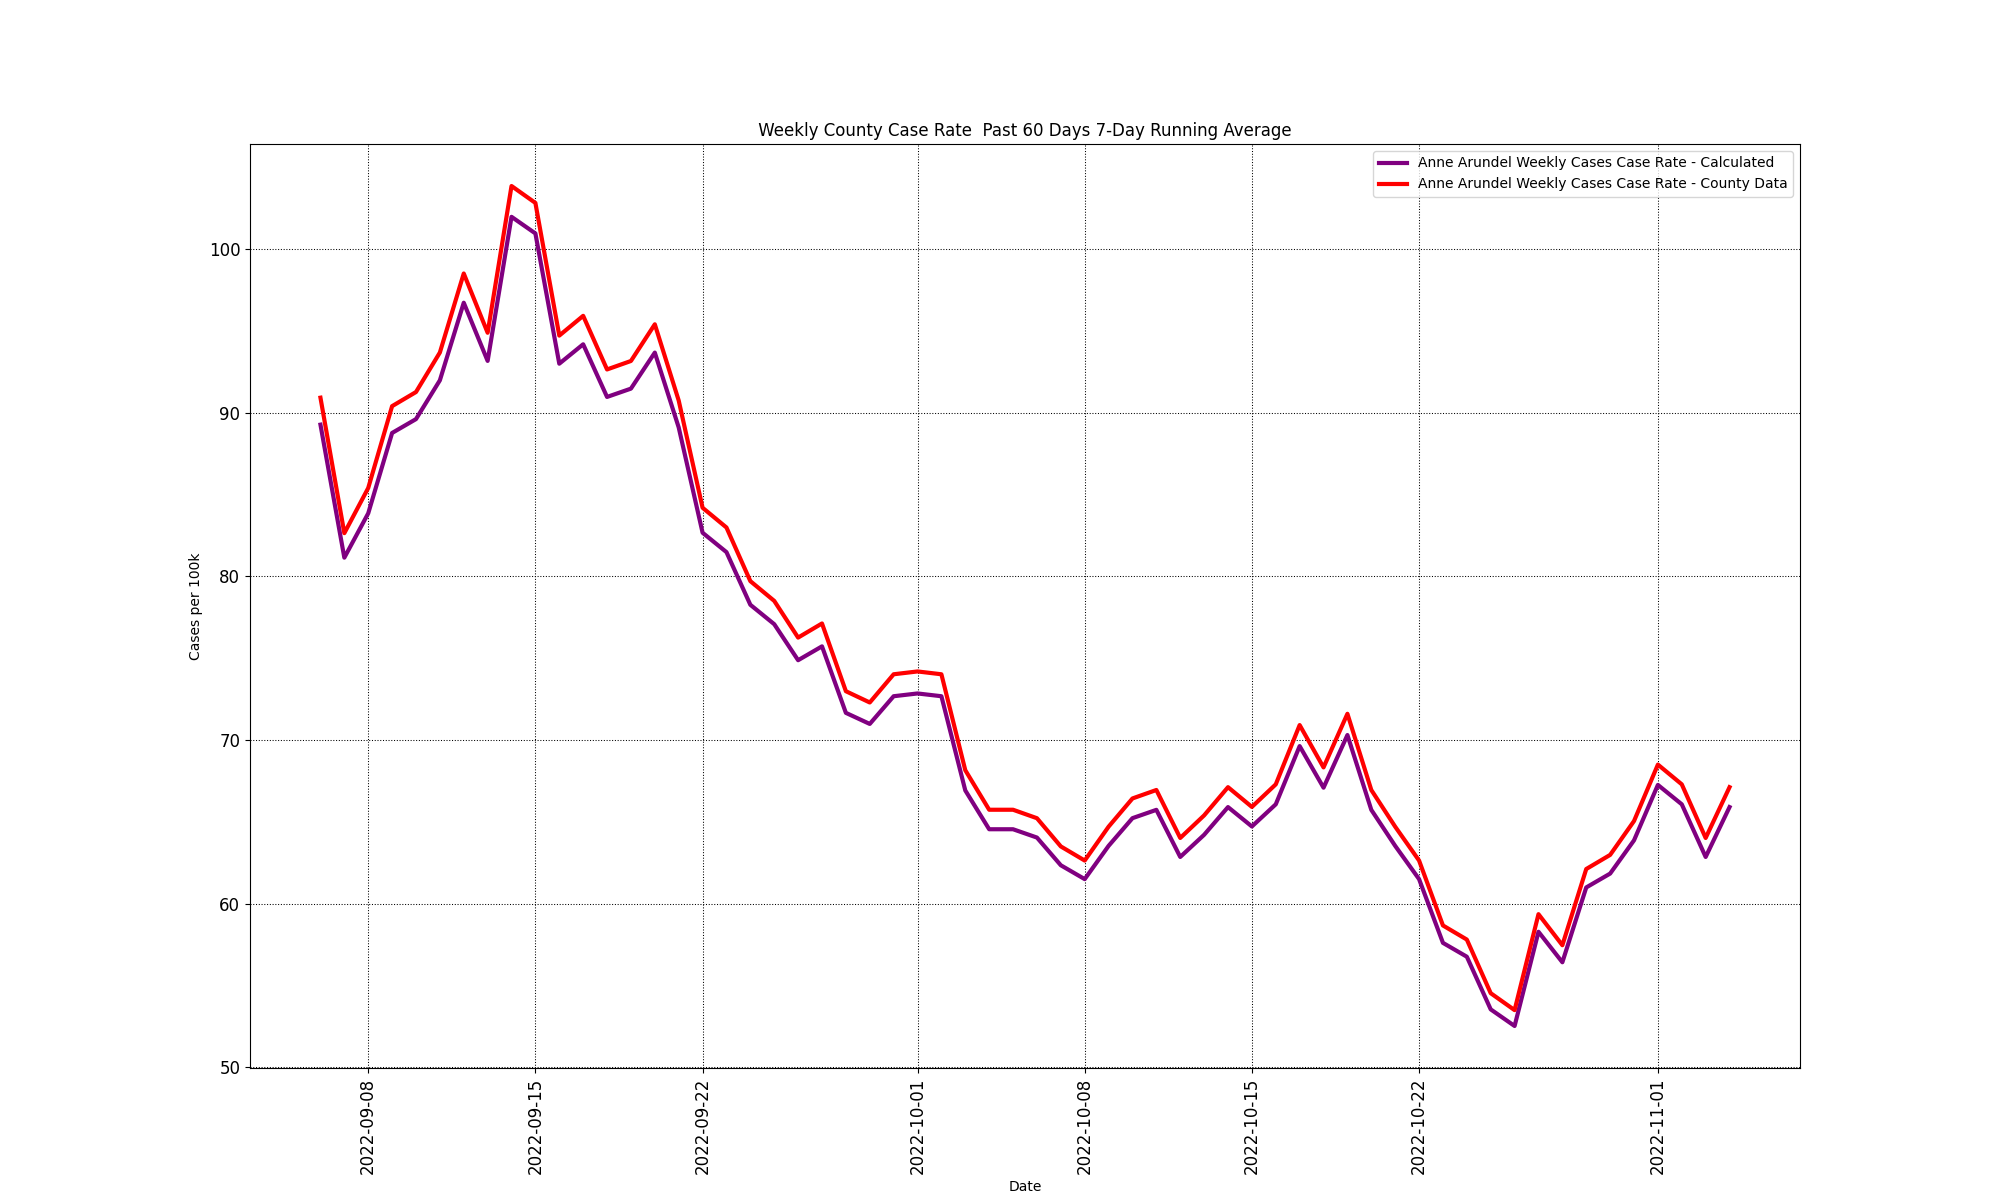 Weekly County Case Rate  Past 60 Days 7-Day Running Average
Anne Arundel Weekly Cases Case Rate - Calculated
Anne Arundel Weekly Cases Case Rate - County Data
Cases per 100k
100
90
80
70
60
50
2022-09-08
2022-09-15
2022-09-22
2022-10-01
2022-10-08
2022-10-15
2022-10-22
2022-11-01
Date